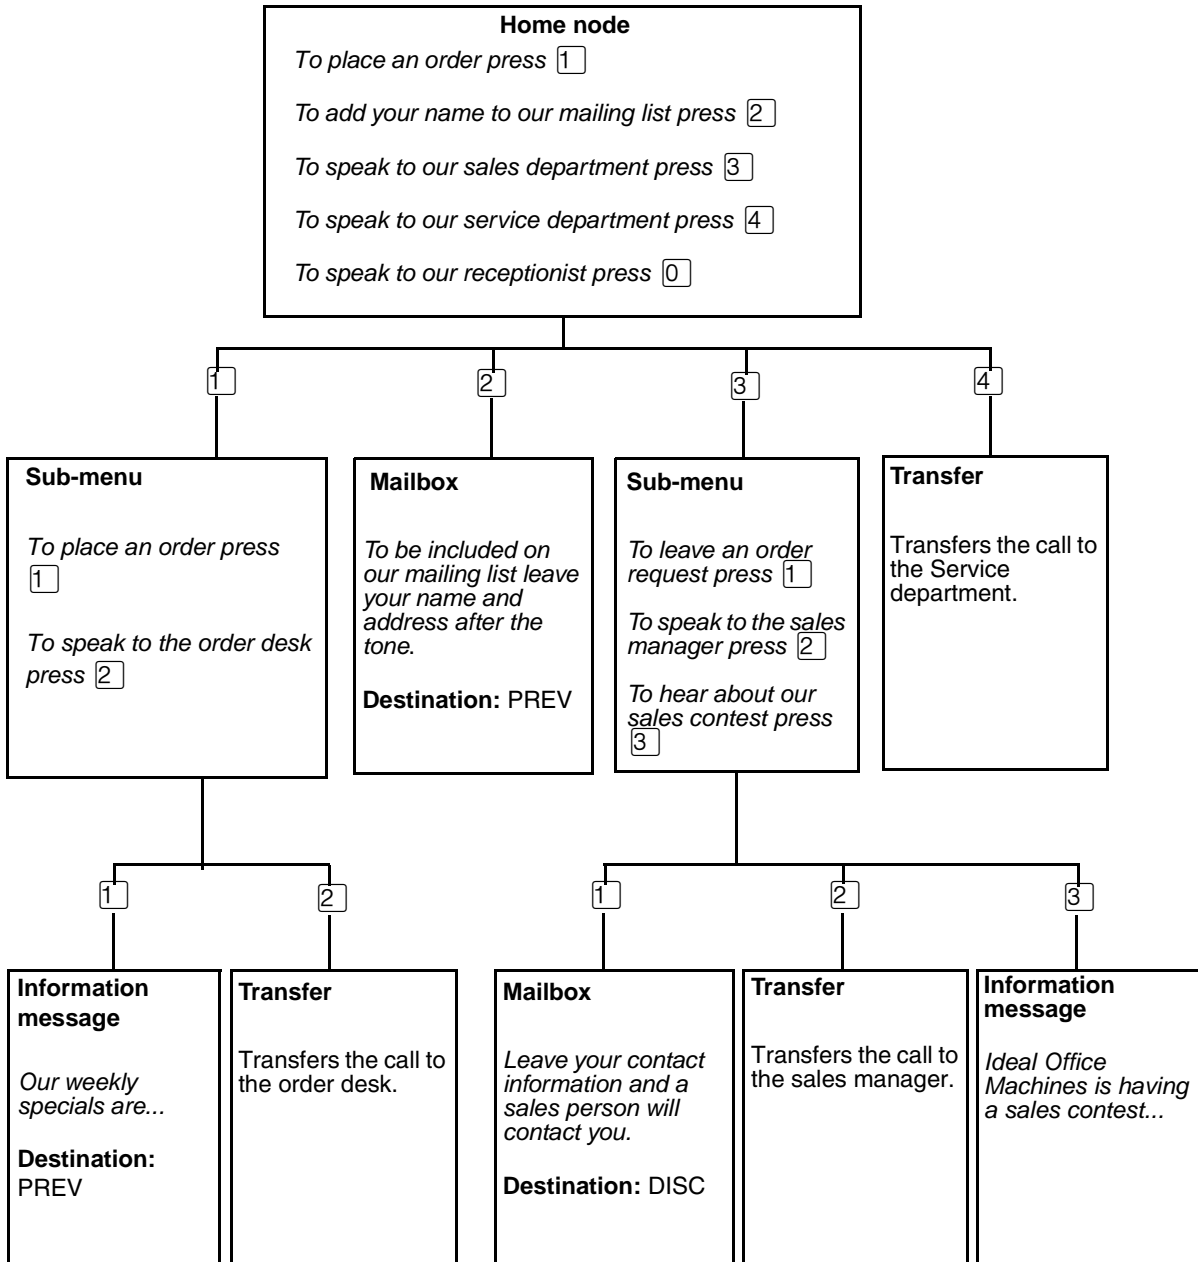 Home node
To place an order press 1
To add your name to our mailing list press 2
To speak to our sales department press 3
To speak to our service department press 4
To speak to our receptionist press 0
1
2
3
4
Sub-menu
To place an order press
1
To speak to the order desk
press 2
Mailbox
To be included on
our mailing list leave
your name and
address after the
tone.
Destination: PREV
Sub-menu
To leave an order
request press 1
To speak to the sales
manager press 2
To hear about our
sales contest press
3
Transfer
Transfers the call to
the Service
department.
1
2
1
2
3
Information
message
Our weekly
specials are...
Destination:
PREV
Transfer
Transfers the call to
the order desk.
Mailbox
Leave your contact
information and a
sales person will
contact you.
Destination: DISC
Transfer
Transfers the call to
the sales manager.
Information
message
Ideal Office
Machines is having
a sales contest...